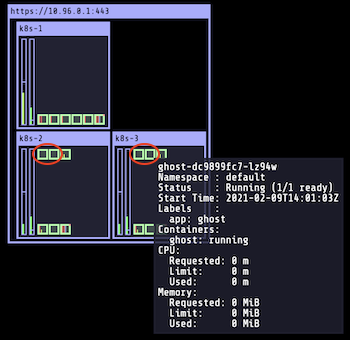 https://10.96.0.1:443
k8s-1
k8s-2
k8s-3
ghost-dc9899fc7-lz94w
Namespace : default
Status    : Running (1/1 ready)
Start Time: 2021-02-09T14:01:03Z
Labels    :
  app: ghost
Containers:
  ghost: running
CPU:
  Requested: 0 m
  Limit:     0 m
  Used:      0 m
Memory:
  Requested: 0 MiB
  Limit:     0 MiB
  Used:      0 MiB